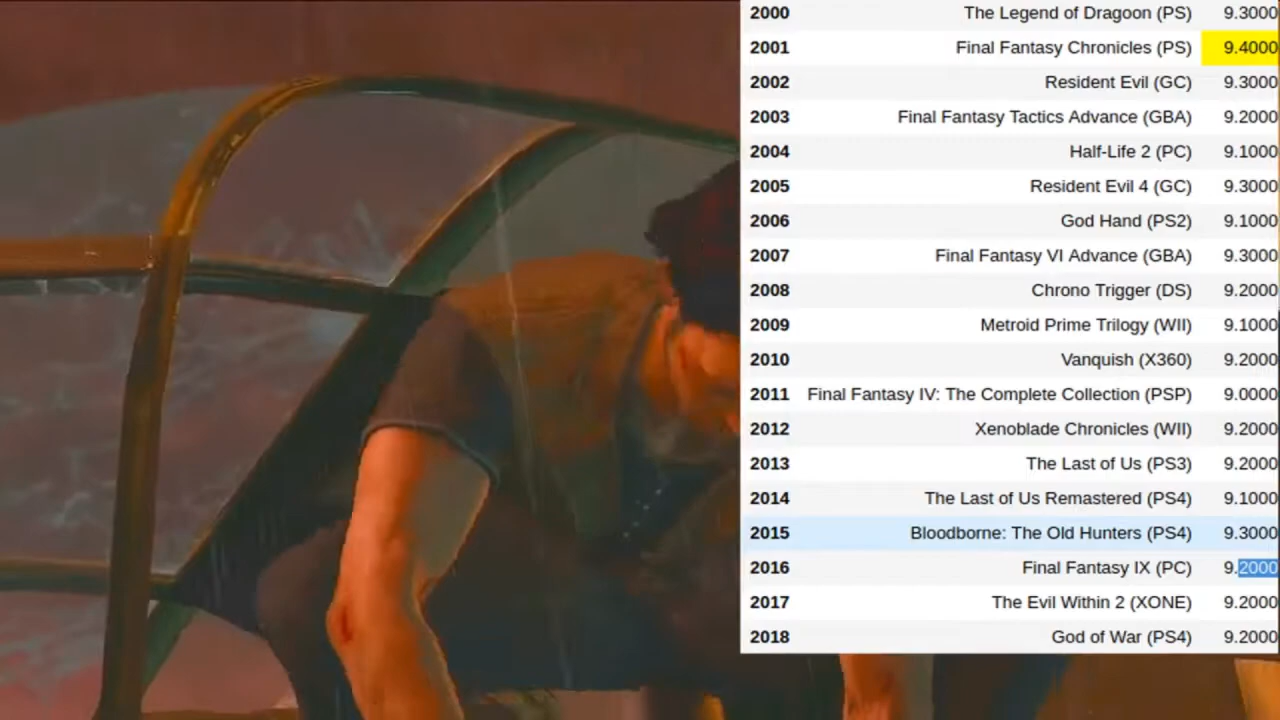 2000 The Legend of Dragoon (PS) 9.3000
2001 Final Fantasy Chronicles (PS) 9.4000
2002 Resident Evil (GC) 9.3000
2003 Final Fantasy Tactics Advance (GBA) 9.2000
2004 Half-Life 2 (PC) 9.1000
2005 Resident Evil 4 (GC) 9.3000
2006 God Hand (PS2) 9.1000
2007 Final Fantasy VI Advance (GBA) 9.3000
2008 Chrono Trigger (DS) 9.2000
2009 Metroid Prime Trilogy (WII) 9.1000
2010 Vanquish (X360) 9.2000
2011 Final Fantasy IV: The Complete Collection (PSP) 9.0000
2012 Xenoblade Chronicles (WII) 9.2000
2013 The Last of Us (PS3) 9.2000
2014 The Last of Us Remastered (PS4) 9.1000
2015 Bloodborne: The Old Hunters (PS4) 9.3000
2016 Final Fantasy IX (PC) 9.2000
2017 The Evil Within 2 (XONE) 9.2000
2018 God of War (PS4) 9.2000